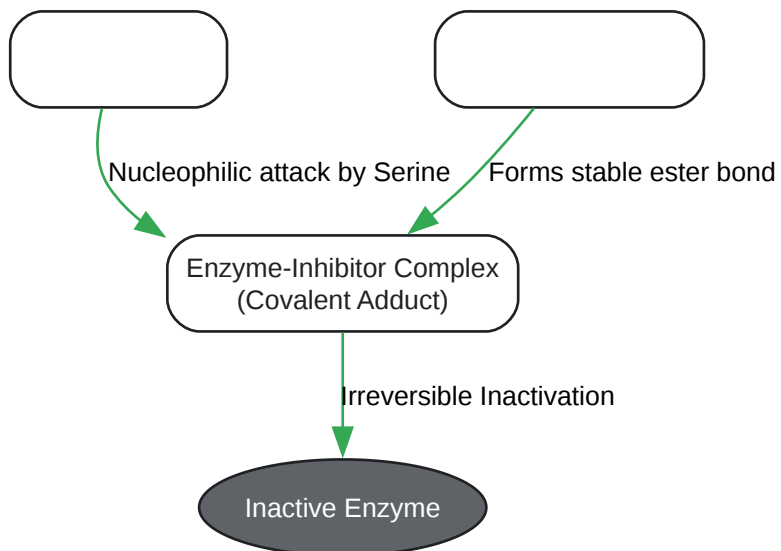 Nucleophilic attack by Serine
Forms stable ester bond
Enzyme-Inhibitor Complex
(Covalent Adduct)
Irreversible Inactivation
Inactive Enzyme